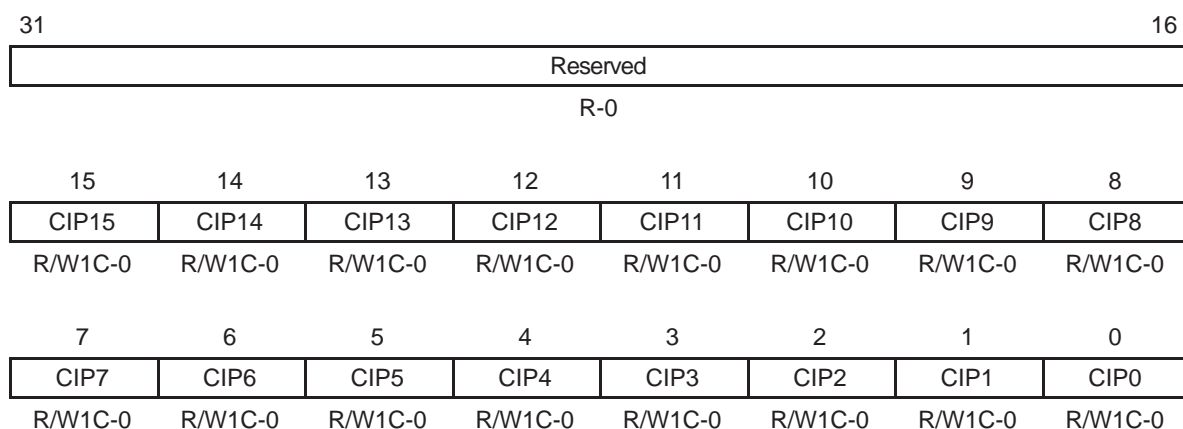 31 16
Reserved
R-0
15 14 13 12 11 10 9 8
CIP15 CIP14 CIP13 CIP12 CIP11 CIP10 CIP9 CIP8
R/W1C-0 R/W1C-0 R/W1C-0 R/W1C-0 R/W1C-0 R/W1C-0 R/W1C-0 R/W1C-0
7 6 5 4 3 2 1 0
CIP7 CIP6 CIP5 CIP4 CIP3 CIP2 CIP1 CIP0
R/W1C-0 R/W1C-0 R/W1C-0 R/W1C-0 R/W1C-0 R/W1C-0 R/W1C-0 R/W1C-0